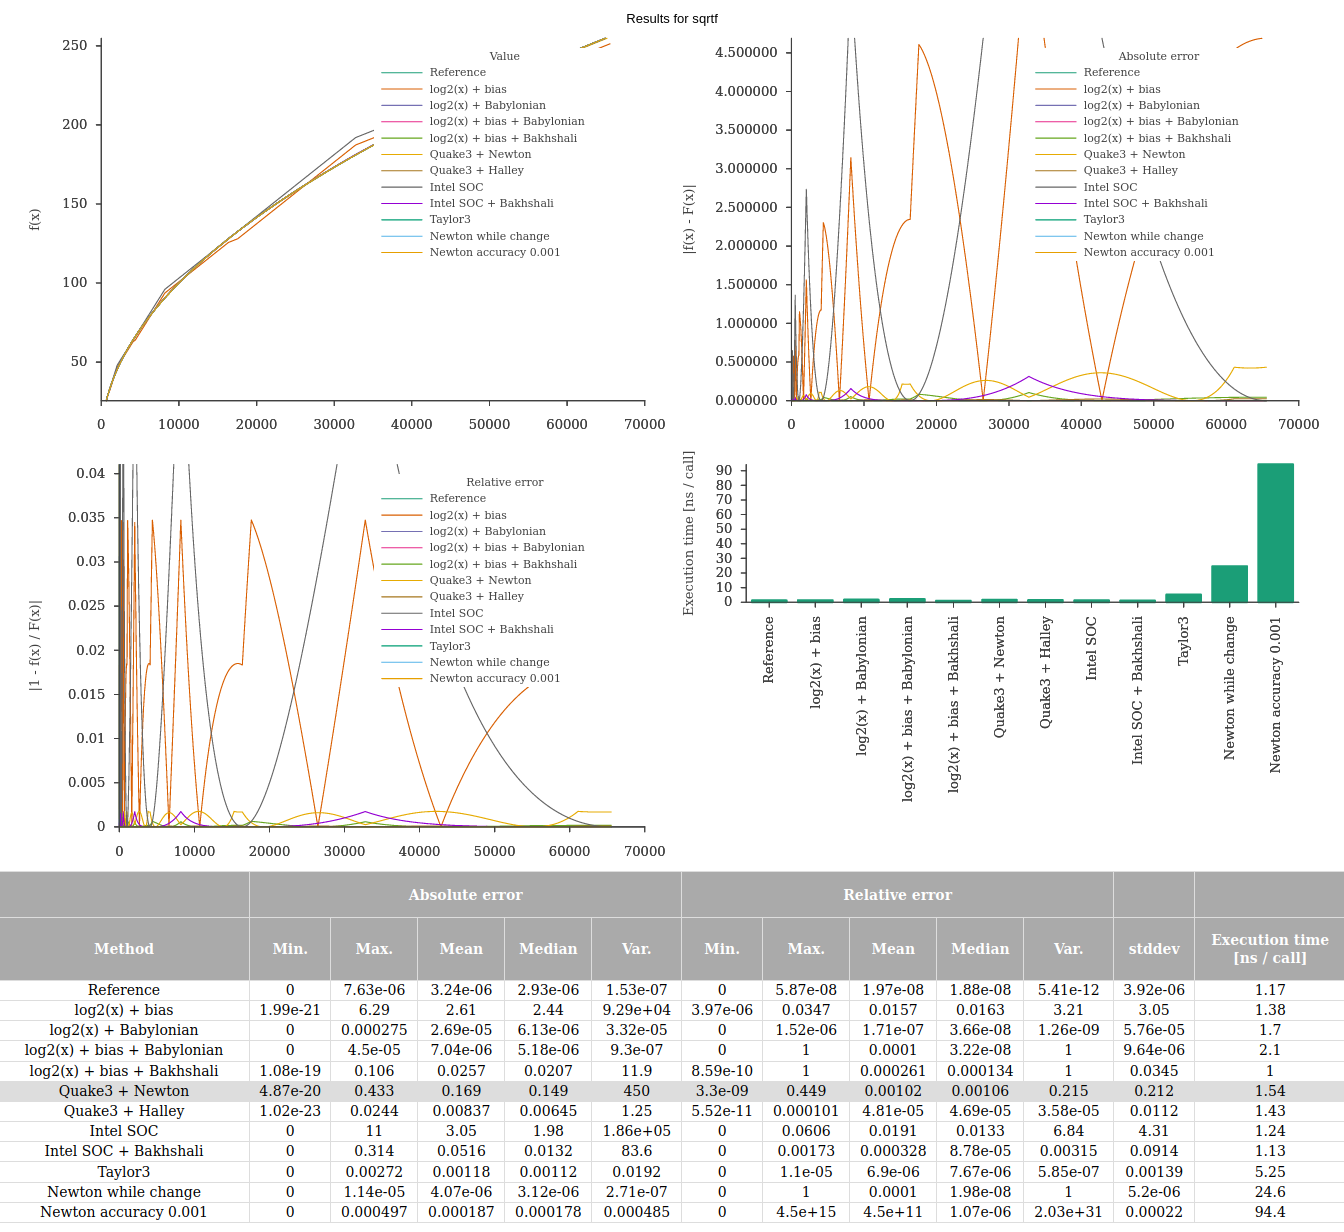 Results for sqrtf
250
200
150
100
50
f(x)
0 10000 20000 30000 40000 50000 60000 70000
Value
Reference
log2(x) + bias
log2(x) + Babylonian
log2(x) + bias + Babylonian
log2(x) + bias + Bakhshali
Quake3 + Newton
Quake3 + Halley
Intel SOC
Intel SOC + Bakhshali
Taylor3
Newton while change
Newton accuracy 0.001
4.500000
4.000000
3.500000
3.000000
2.500000
2.000000
1.500000
1.000000
0.500000
0.000000
|f(x) - F(x)|
0 10000 20000 30000 40000 50000 60000 70000
Absolute error
Reference
log2(x) + bias
log2(x) + Babylonian
log2(x) + bias + Babylonian
log2(x) + bias + Bakhshali
Quake3 + Newton
Quake3 + Halley
Intel SOC
Intel SOC + Bakhshali
Taylor3
Newton while change
Newton accuracy 0.001
0.04
0.035
0.03
0.025
0.02
0.015
0.01
0.005
0
|1 - f(x) / F(x)|
0 10000 20000 30000 40000 50000 60000 70000
Relative error
Reference
log2(x) + bias
log2(x) + Babylonian
log2(x) + bias + Babylonian
log2(x) + bias + Bakhshali
Quake3 + Newton
Quake3 + Halley
Intel SOC
Intel SOC + Bakhshali
Taylor3
Newton while change
Newton accuracy 0.001
Execution time [ns / call]
90
80
70
60
50
40
30
20
10
0
Reference
log2(x) + bias
log2(x) + Babylonian
log2(x) + bias + Babylonian
log2(x) + bias + Bakhshali
Quake3 + Newton
Quake3 + Halley
Intel SOC
Intel SOC + Bakhshali
Taylor3
Newton while change
Newton accuracy 0.001
Absolute error Relative error
Method Min. Max. Mean Median Var. Min. Max. Mean Median Var. stddev Execution time
[ns / call]
Reference 0 7.63e-06 3.24e-06 2.93e-06 1.53e-07 0 5.87e-08 1.97e-08 1.88e-08 5.41e-12 3.92e-06 1.17
log2(x) + bias 1.99e-21 6.29 2.61 2.44 9.29e+04 3.97e-06 0.0347 0.0157 0.0163 3.21 3.05 1.38
log2(x) + Babylonian 0 0.000275 2.69e-05 6.13e-06 3.32e-05 0 1.52e-06 1.71e-07 3.66e-08 1.26e-09 5.76e-05 1.7
log2(x) + bias + Babylonian 0 4.5e-05 7.04e-06 5.18e-06 9.3e-07 0 1 0.0001 3.22e-08 1 9.64e-06 2.1
log2(x) + bias + Bakhshali 1.08e-19 0.106 0.0257 0.0207 11.9 8.59e-10 1 0.000261 0.000134 1 0.0345 1
Quake3 + Newton 4.87e-20 0.433 0.169 0.149 450 3.3e-09 0.449 0.00102 0.00106 0.215 0.212 1.54
Quake3 + Halley 1.02e-23 0.0244 0.00837 0.00645 1.25 5.52e-11 0.000101 4.81e-05 4.69e-05 3.58e-05 0.0112 1.43
Intel SOC 0 11 3.05 1.98 1.86e+05 0 0.0606 0.0191 0.0133 6.84 4.31 1.24
Intel SOC + Bakhshali 0 0.314 0.0516 0.0132 83.6 0 0.00173 0.000328 8.78e-05 0.00315 0.0914 1.13
Taylor3 0 0.00272 0.00118 0.00112 0.0192 0 1.1e-05 6.9e-06 7.67e-06 5.85e-07 0.00139 5.25
Newton while change 0 1.14e-05 4.07e-06 3.12e-06 2.71e-07 0 1 0.0001 1.98e-08 1 5.2e-06 24.6
Newton accuracy 0.001 0 0.000497 0.000187 0.000178 0.000485 0 4.5e+15 4.5e+11 1.07e-06 2.03e+31 0.00022 94.4